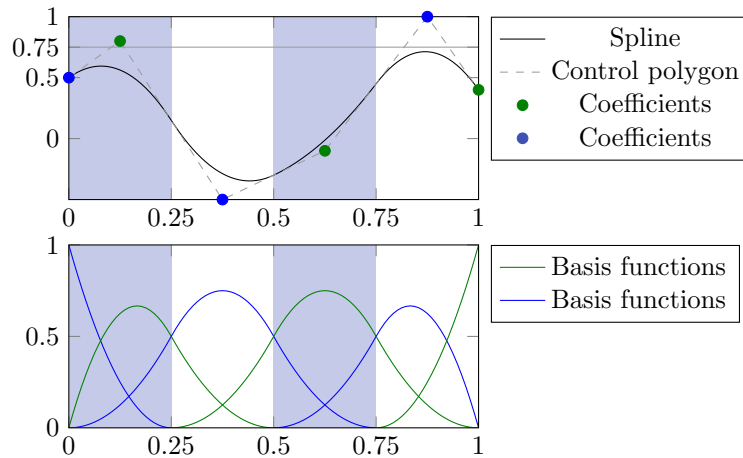 1
0.75
0.5
0
0 0.25 0.5 0.75 1
Spline
Control polygon
Coefficients
Coefficients
1
0.5
0
0 0.25 0.5 0.75 1
Basis functions
Basis functions